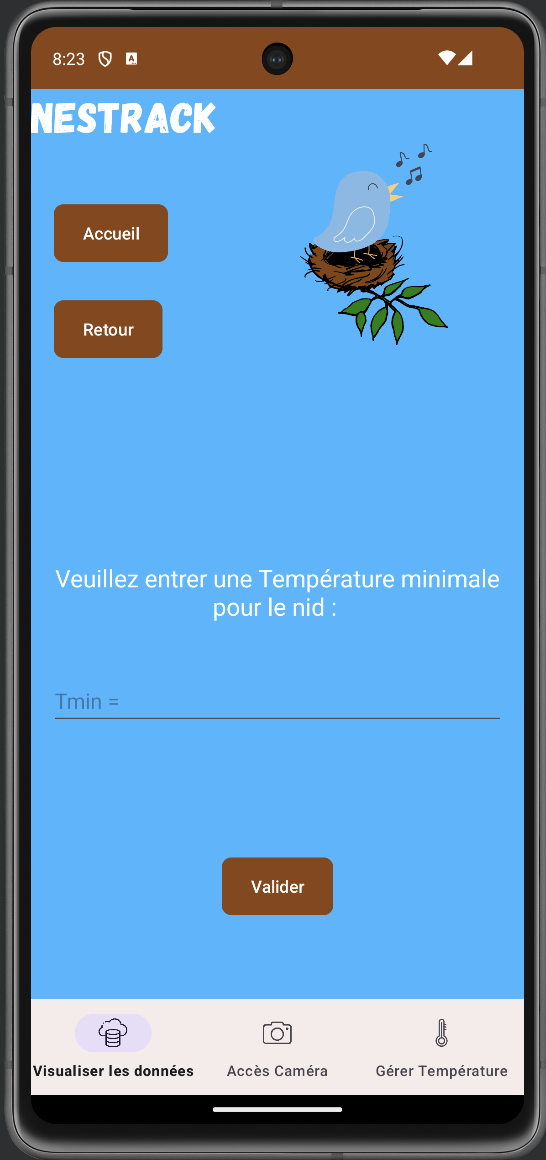 8:23
NESTRACK
Accueil
Retour
Veuillez entrer une Température minimale
pour le nid :
Tmin =
Valider
Visualiser les données
Accès Caméra
Gérer Température